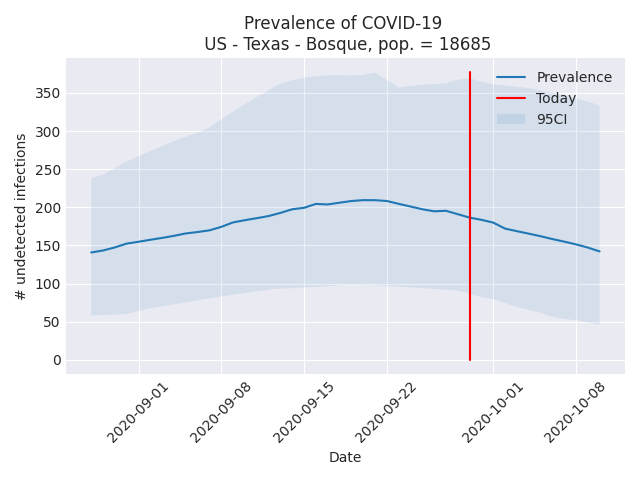 Prevalence of COVID-19
US - Texas - Bosque, pop. = 18685
# undetected infections
350
300
250
200
150
100
50
0
Prevalence
Today
95CI
2020-09-01
2020-09-08
2020-09-15
2020-09-22
2020-10-01
2020-10-08
Date